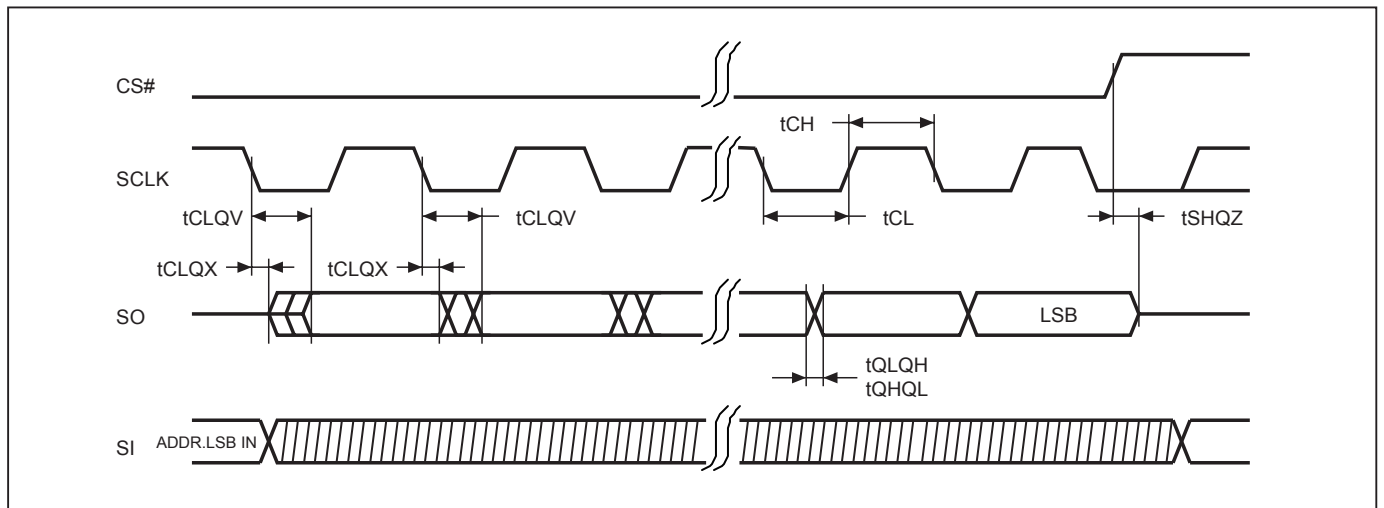 CS#
tCH
SCLK
tCLQV
tCLQV
tCL
tSHQZ
tCLQX
tCLQX
SO
LSB
tQLQH
tQHQL
SI
ADDR.LSB IN